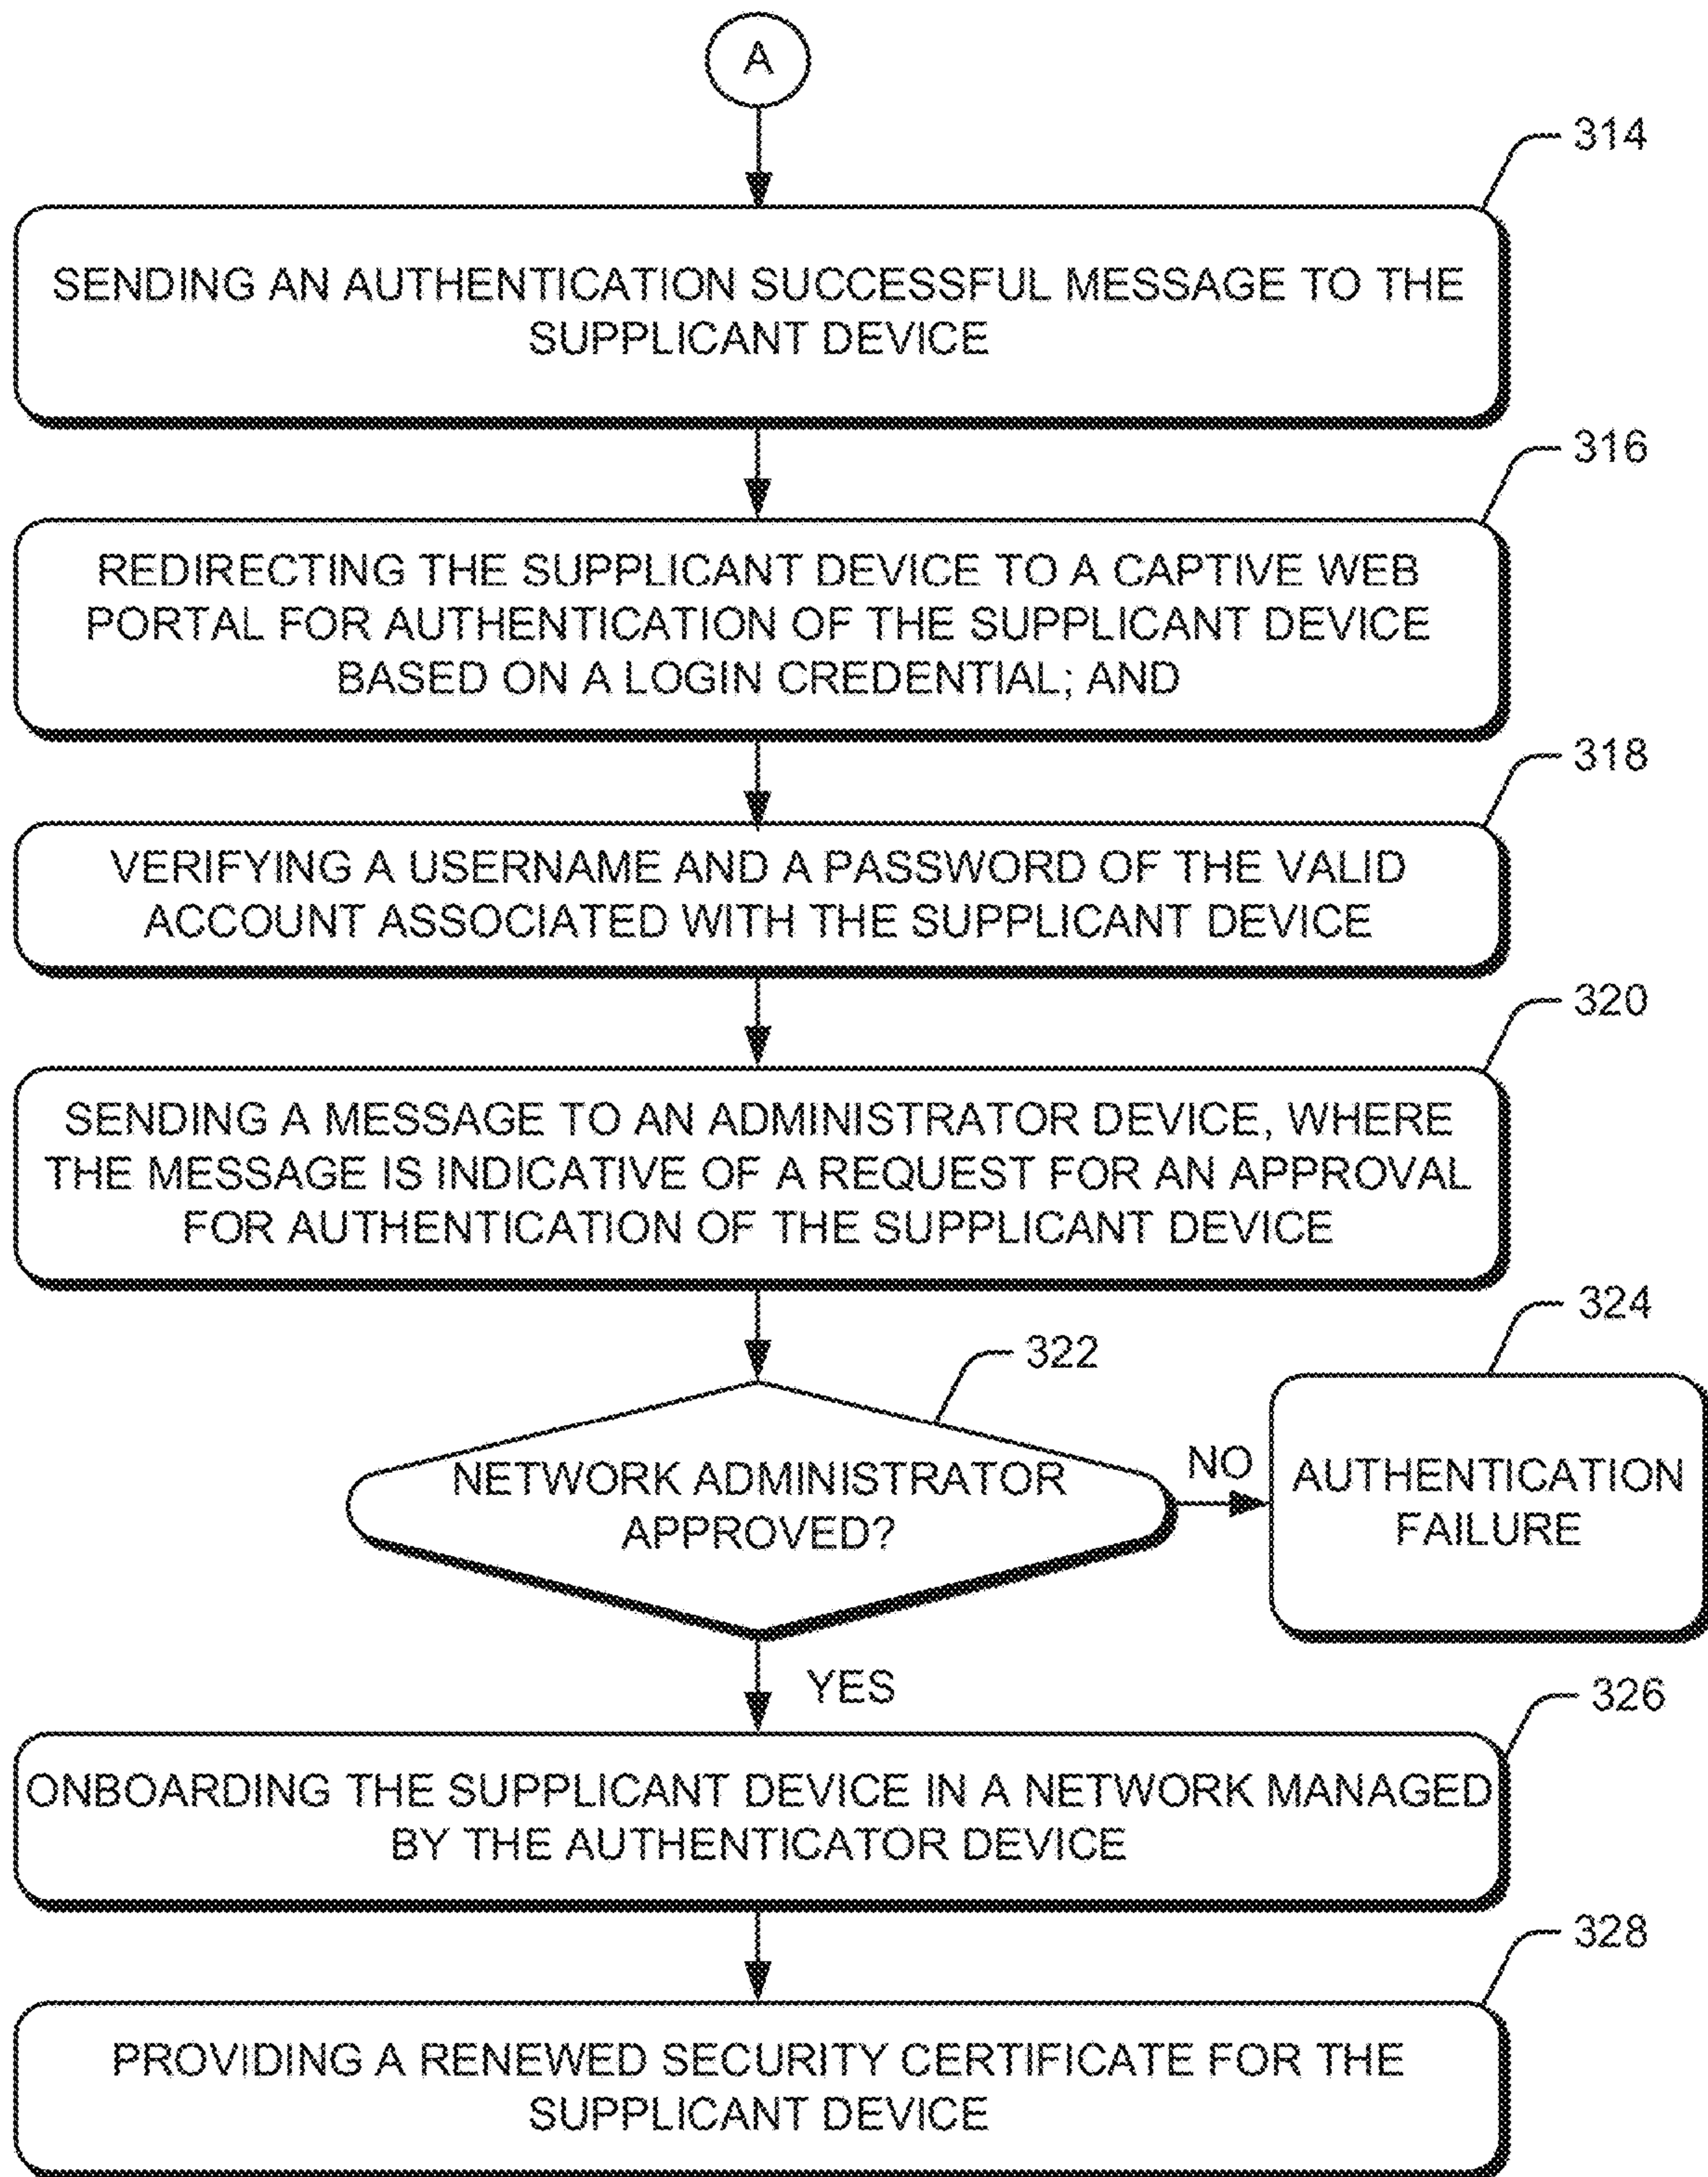 A
314
SENDING AN AUTHENTICATION SUCCESSFUL MESSAGE TO THE
SUPPLICANT DEVICE
316
REDIRECTING THE SUPPLICANT DEVICE TO A CAPTIVE WEB
PORTAL FOR AUTHENTICATION OF THE SUPPLICANT DEVICE
BASED ON A LOGIN CREDENTIAL; AND
318
VERIFYING A USERNAME AND A PASSWORD OF THE VALID
ACCOUNT ASSOCIATED WITH THE SUPPLICANT DEVICE
320
SENDING A MESSAGE TO AN ADMINISTRATOR DEVICE, WHERE
THE MESSAGE IS INDICATIVE OF A REQUEST FOR AN APPROVAL
FOR AUTHENTICATION OF THE SUPPLICANT DEVICE
322
NETWORK ADMINISTRATOR
APPROVED?
NO
324
AUTHENTICATION
FAILURE
YES
326
ONBOARDING THE SUPPLICANT DEVICE IN A NETWORK MANAGED
BY THE AUTHENTICATOR DEVICE
328
PROVIDING A RENEWED SECURITY CERTIFICATE FOR THE
SUPPLICANT DEVICE